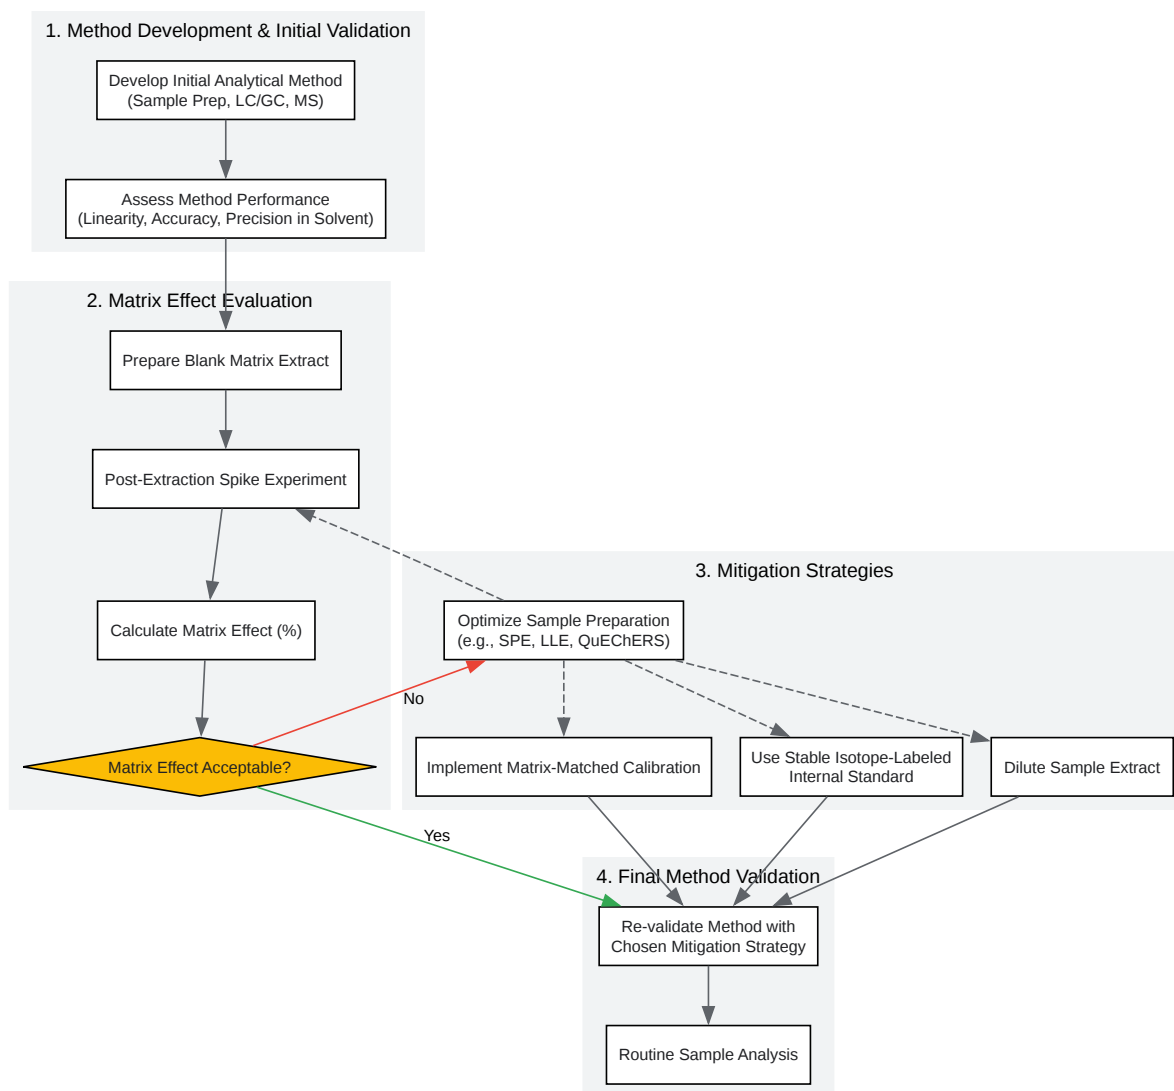 1. Method Development & Initial Validation
Develop Initial Analytical Method
(Sample Prep, LC/GC, MS)
Assess Method Performance
(Linearity, Accuracy, Precision in Solvent)
2. Matrix Effect Evaluation
Prepare Blank Matrix Extract
Post-Extraction Spike Experiment
Calculate Matrix Effect (%)
Matrix Effect Acceptable?
No
Yes
3. Mitigation Strategies
Optimize Sample Preparation
(e.g., SPE, LLE, QuEChERS)
Implement Matrix-Matched Calibration
Use Stable Isotope-Labeled
Internal Standard
Dilute Sample Extract
4. Final Method Validation
Re-validate Method with
Chosen Mitigation Strategy
Routine Sample Analysis